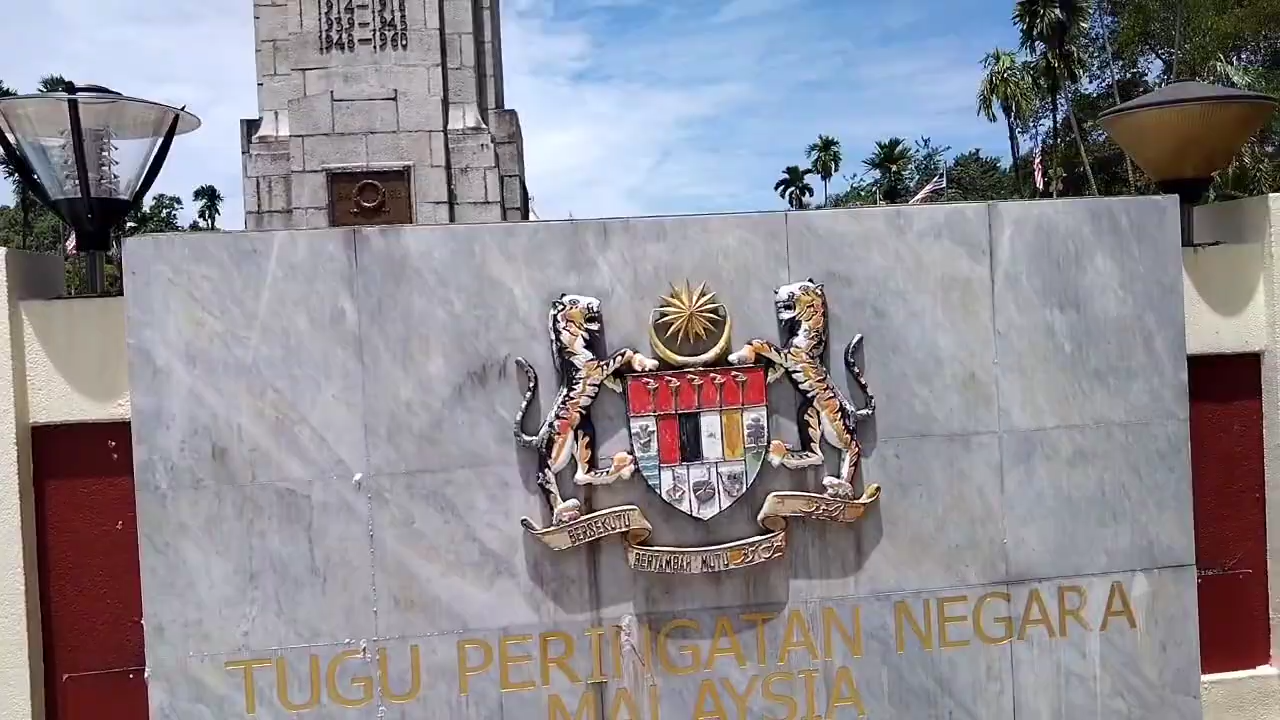 1914–1918
1939–1945
1948–1960
BERSEKUTU
BERTAMBAH MUTU
TUGU PERINGATAN NEGARA
MALAYSIA